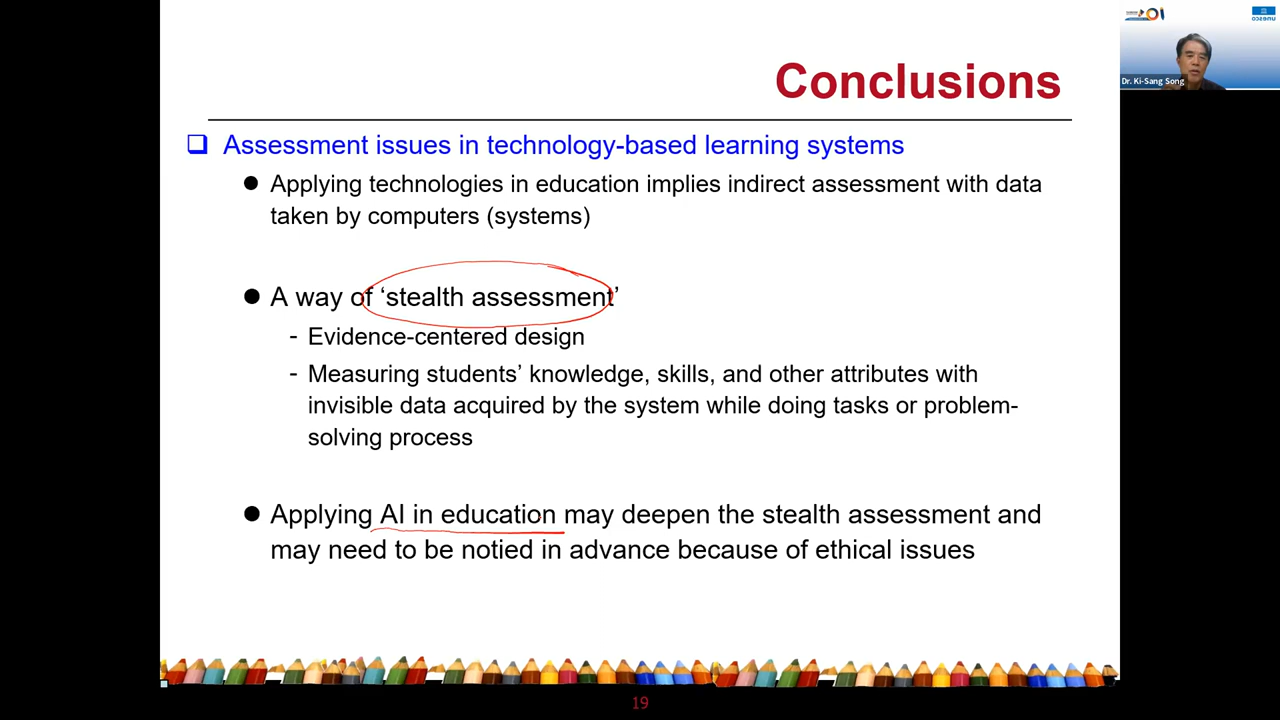 Conclusions
❑ Assessment issues in technology-based learning systems
● Applying technologies in education implies indirect assessment with data
taken by computers (systems)
● A way of ‘stealth assessment’
- Evidence-centered design
- Measuring students’ knowledge, skills, and other attributes with
invisible data acquired by the system while doing tasks or problem-
solving process
● Applying AI in education may deepen the stealth assessment and
may need to be notied in advance because of ethical issues
19
Dr. Ki-Sang Song
unesco